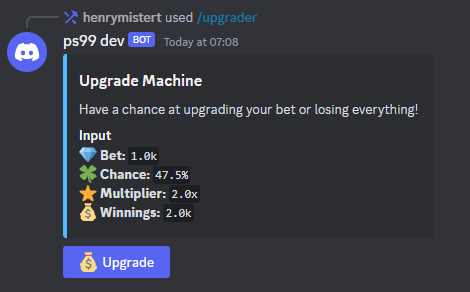 henrymistert used /upgrader
ps99 dev BOT Today at 07:08
Upgrade Machine
Have a chance at upgrading your bet or losing everything!
Input
Bet: 1.0k
Chance: 47.5%
Multiplier: 2.0x
Winnings: 2.0k
Upgrade